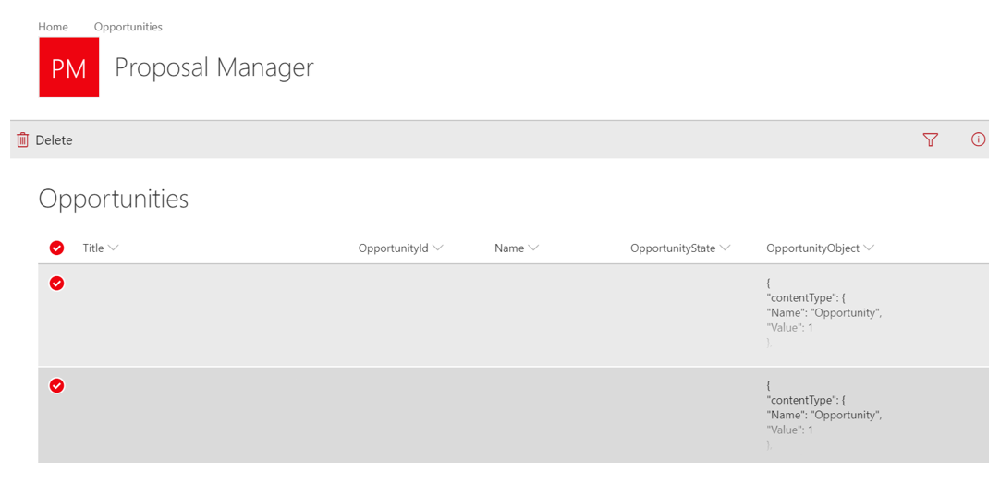 Home Opportunities
PM Proposal Manager
Delete
Opportunities
Title OpportunityId Name OpportunityState OpportunityObject
{
"contentType": {
"Name": "Opportunity",
"Value": 1
},
{
"contentType": {
"Name": "Opportunity",
"Value": 1
},